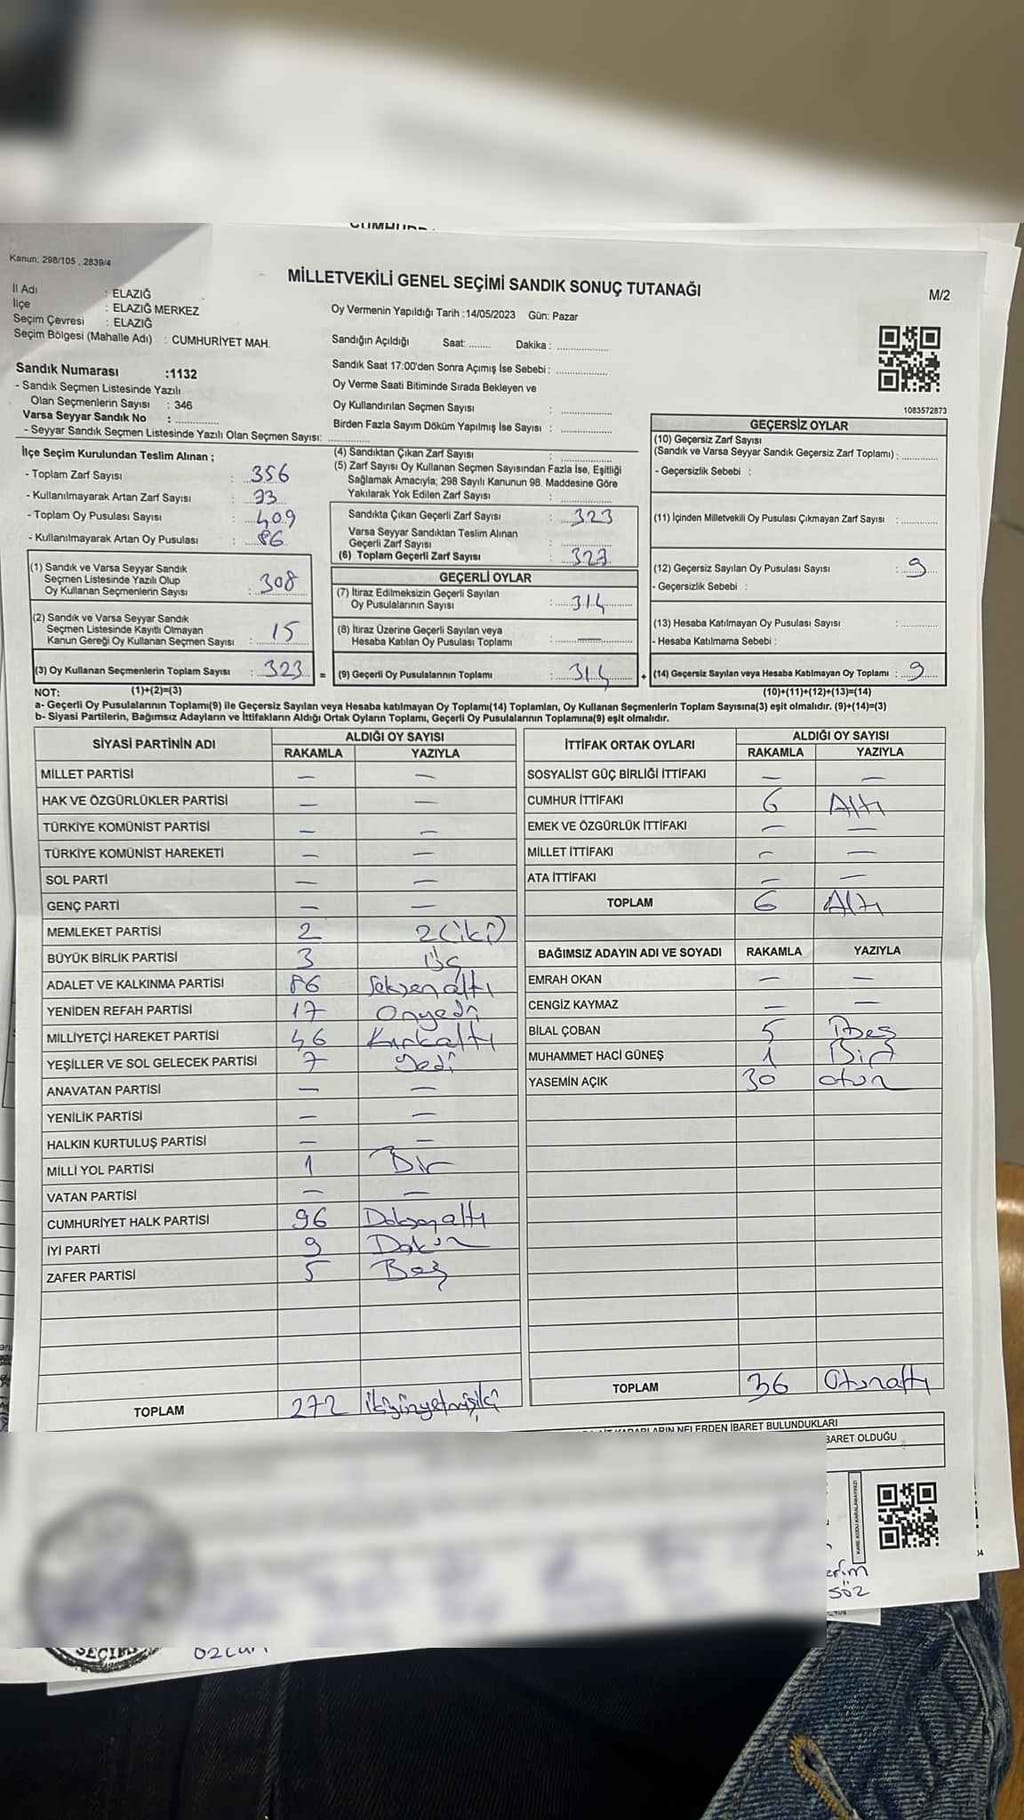 Kanun: 298/105 , 2839/4
MİLLETVEKİLİ GENEL SEÇİMİ SANDIK SONUÇ TUTANAĞI
M/2
İl Adı : ELAZIĞ
İlçe : ELAZIĞ MERKEZ
Seçim Çevresi : ELAZIĞ
Seçim Bölgesi (Mahalle Adı) : CUMHURİYET MAH.
Sandık Numarası :1132
- Sandık Seçmen Listesinde Yazılı
Olan Seçmenlerin Sayısı : 346
Varsa Seyyar Sandık No :
- Seyyar Sandık Seçmen Listesinde Yazılı Olan Seçmen Sayısı:
Oy Vermenin Yapıldığı Tarih :14/05/2023 Gün: Pazar
Sandığın Açıldığı Saat: Dakika :
Sandık Saat 17:00'den Sonra Açımış İse Sebebi :
Oy Verme Saati Bitiminde Sırada Bekleyen ve
Oy Kullandırılan Seçmen Sayısı :
Birden Fazla Sayım Döküm Yapılmış İse Sayısı :
1083572873
İlçe Seçim Kurulundan Teslim Alınan ;
- Toplam Zarf Sayısı : 356
- Kullanılmayarak Artan Zarf Sayısı : 33
- Toplam Oy Pusulası Sayısı : 409
- Kullanılmayarak Artan Oy Pusulası : 86
(1) Sandık ve Varsa Seyyar Sandık
Seçmen Listesinde Yazılı Olup
Oy Kullanan Seçmenlerin Sayısı : 308
(2) Sandık ve Varsa Seyyar Sandık
Seçmen Listesinde Kayıtlı Olmayan
Kanun Gereği Oy Kullanan Seçmen Sayısı : 15
(3) Oy Kullanan Seçmenlerin Toplam Sayısı : 323
(4) Sandıktan Çıkan Zarf Sayısı :
(5) Zarf Sayısı Oy Kullanan Seçmen Sayısından Fazla İse, Eşitliği
Sağlamak Amacıyla; 298 Sayılı Kanunun 98. Maddesine Göre
Yakılarak Yok Edilen Zarf Sayısı :
Sandıkta Çıkan Geçerli Zarf Sayısı : 323
Varsa Seyyar Sandıktan Teslim Alınan
Geçerli Zarf Sayısı :
(6) Toplam Geçerli Zarf Sayısı : 323
GEÇERLİ OYLAR
(7) İtiraz Edilmeksizin Geçerli Sayılan
Oy Pusulalarının Sayısı : 314
(8) İtiraz Üzerine Geçerli Sayılan veya
Hesaba Katılan Oy Pusulası Toplamı : —
= (9) Geçerli Oy Pusulalarının Toplamı : 314
GEÇERSİZ OYLAR
(10) Geçersiz Zarf Sayısı
(Sandık ve Varsa Seyyar Sandık Geçersiz Zarf Toplamı) :
- Geçersizlik Sebebi :
(11) İçinden Milletvekili Oy Pusulası Çıkmayan Zarf Sayısı :
(12) Geçersiz Sayılan Oy Pusulası Sayısı : 9
- Geçersizlik Sebebi :
(13) Hesaba Katılmayan Oy Pusulası Sayısı :
- Hesaba Katılmama Sebebi :
+ (14) Geçersiz Sayılan veya Hesaba Katılmayan Oy Toplamı : 9
NOT: (1)+(2)=(3) (10)+(11)+(12)+(13)=(14)
a- Geçerli Oy Pusulalarının Toplamı(9) ile Geçersiz Sayılan veya Hesaba katılmayan Oy Toplamı(14) Toplamları, Oy Kullanan Seçmenlerin Toplam Sayısına(3) eşit olmalıdır. (9)+(14)=(3)
b- Siyasi Partilerin, Bağımsız Adayların ve İttifakların Aldığı Ortak Oyların Toplamı, Geçerli Oy Pusulalarının Toplamına(9) eşit olmalıdır.
SİYASİ PARTİNİN ADI ALDIĞI OY SAYISI
RAKAMLA YAZIYLA
MİLLET PARTİSİ — —
HAK VE ÖZGÜRLÜKLER PARTİSİ — —
TÜRKİYE KOMÜNİST PARTİSİ — —
TÜRKİYE KOMÜNİST HAREKETİ — —
SOL PARTİ — —
GENÇ PARTİ — —
MEMLEKET PARTİSİ 2 2(iki)
BÜYÜK BİRLİK PARTİSİ 3 Üç
ADALET VE KALKINMA PARTİSİ 86 Seksenaltı
YENİDEN REFAH PARTİSİ 17 Onyedi
MİLLİYETÇİ HAREKET PARTİSİ 46 Kırkaltı
YEŞİLLER VE SOL GELECEK PARTİSİ 7 Yedi
ANAVATAN PARTİSİ — —
YENİLİK PARTİSİ — —
HALKIN KURTULUŞ PARTİSİ — —
MİLLİ YOL PARTİSİ 1 Bir
VATAN PARTİSİ — —
CUMHURİYET HALK PARTİSİ 96 Doksanaltı
İYİ PARTİ 9 Dokuz
ZAFER PARTİSİ 5 Beş
TOPLAM 272 ikiyüzyetmişiki
İTTİFAK ORTAK OYLARI ALDIĞI OY SAYISI
RAKAMLA YAZIYLA
SOSYALİST GÜÇ BİRLİĞİ İTTİFAKI — —
CUMHUR İTTİFAKI 6 Altı
EMEK VE ÖZGÜRLÜK İTTİFAKI — —
MİLLET İTTİFAKI — —
ATA İTTİFAKI — —
TOPLAM 6 Altı
BAĞIMSIZ ADAYIN ADI VE SOYADI RAKAMLA YAZIYLA
EMRAH OKAN — —
CENGİZ KAYMAZ — —
BİLAL ÇOBAN 5 Beş
MUHAMMET HACİ GÜNEŞ 1 Bir
YASEMİN AÇIK 30 otuz
TOPLAM 36 Otuzaltı
NELERDEN İBARET BULUNDUKLARI
BARET OLDUĞU
SEÇİM